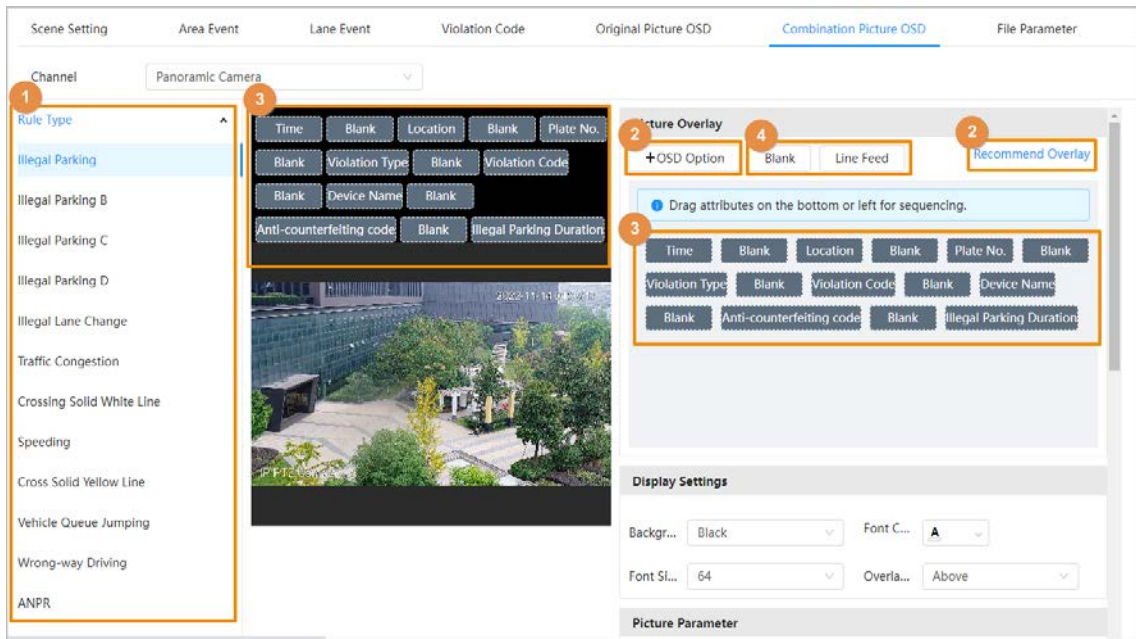 Scene Setting Area Event Lane Event Violation Code Original Picture OSD Combination Picture OSD File Parameter
Channel Panoramic Camera
1
Rule Type
Illegal Parking
Illegal Parking B
Illegal Parking C
Illegal Parking D
Illegal Lane Change
Traffic Congestion
Crossing Solid White Line
Speeding
Cross Solid Yellow Line
Vehicle Queue Jumping
Wrong-way Driving
ANPR
3
Time Blank Location Blank Plate No.
Blank Violation Type Blank Violation Code
Blank Device Name Blank
Anti-counterfeiting code Blank Illegal Parking Duration
2022-11-14
IP PTZ
Overlay
2 4 2
+OSD Option Blank Line Feed Recommend Overlay
Drag attributes on the bottom or left for sequencing.
3
Time Blank Location Blank Plate No. Blank
Violation Type Blank Violation Code Blank Device Name
Blank Anti-counterfeiting code Blank Illegal Parking Duration
Display Settings
Backgr... Black Font C... A
Font Si... 64 Overla... Above
Picture Parameter